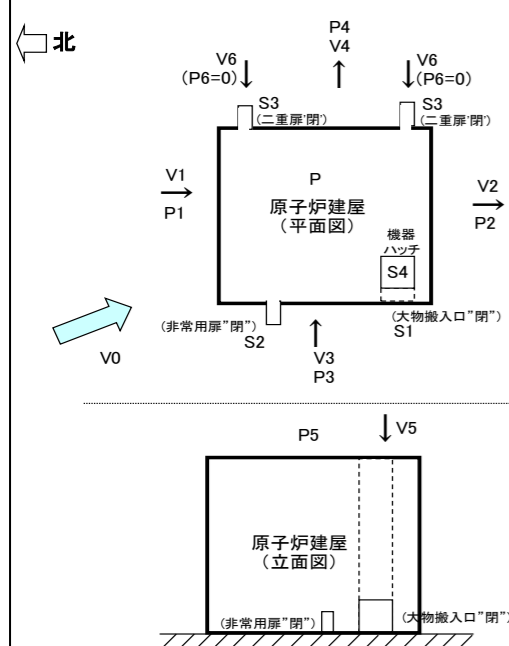 北
P4
V4
V6
(P6=0)
V6
(P6=0)
S3
(二重扉'閉')
S3
(二重扉'閉')
V1
P1
P
原子炉建屋
(平面図)
機器
ハッチ
S4
V2
P2
(非常用扉”閉”)
S2
(大物搬入口”閉”)
S1
V0
V3
P3
P5
V5
原子炉建屋
(立面図)
(非常用扉”閉”)
(大物搬入口”閉”)